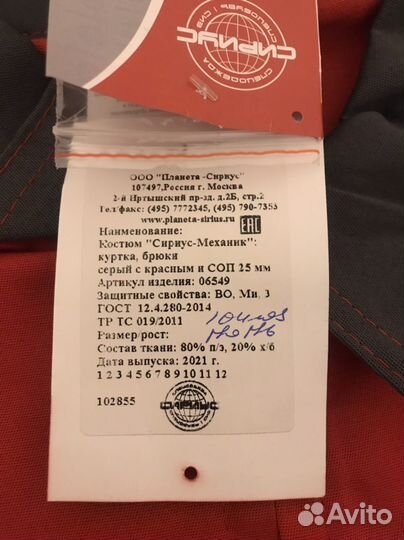 СПЕЦОДЕЖДА
СИРИУС
ООО "Планета -Сириус"
107497,Россия г. Москва
2-й Иртышский пр-зд, д.2Б, стр.2
Тел/факс: (495) 7772345, (495) 790-7353
www.planeta-sirius.ru
Наименование:
EAC
Костюм "Сириус-Механик":
куртка, брюки
серый с красным и СОП 25 мм
Артикул изделия: 06549
Защитные свойства: ВО, Ми, З
ГОСТ 12.4.280-2014
ТР ТС 019/2011
Размер/рост:
Состав ткани: 80% п/э, 20% х/б
Дата выпуска: 2021 г.
1 2 3 4 5 6 7 8 9 10 11 12
102855
СИРИУС
Avito